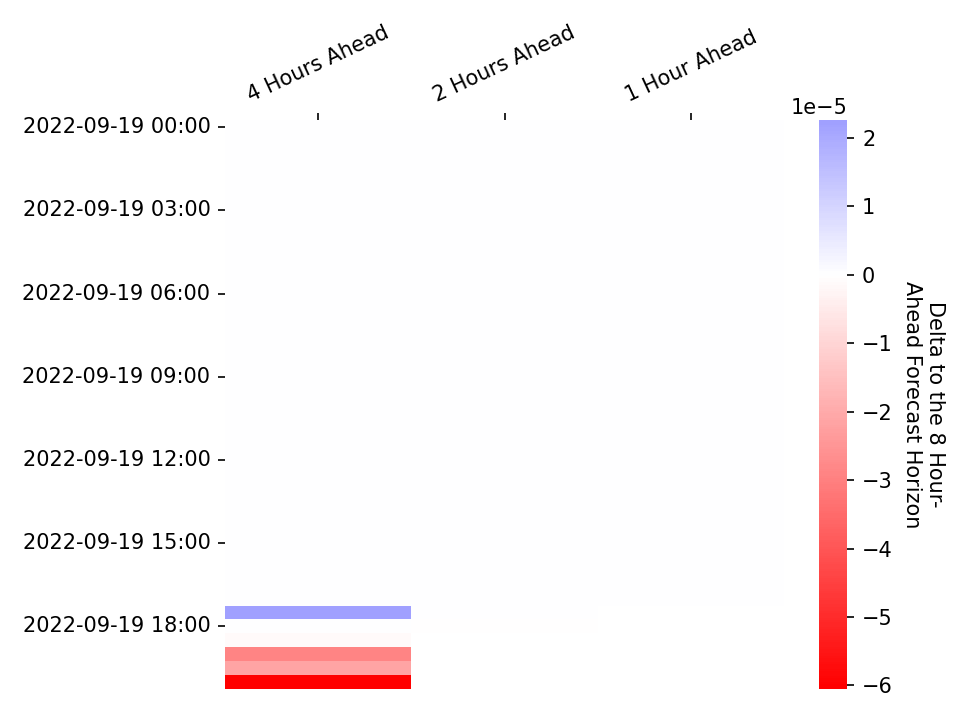 4 Hours Ahead
2 Hours Ahead
1 Hour Ahead
1e−5
2022-09-19 00:00
2022-09-19 03:00
2022-09-19 06:00
2022-09-19 09:00
2022-09-19 12:00
2022-09-19 15:00
2022-09-19 18:00
2
1
0
−1
−2
−3
−4
−5
−6
Delta to the 8 Hour-
Ahead Forecast Horizon